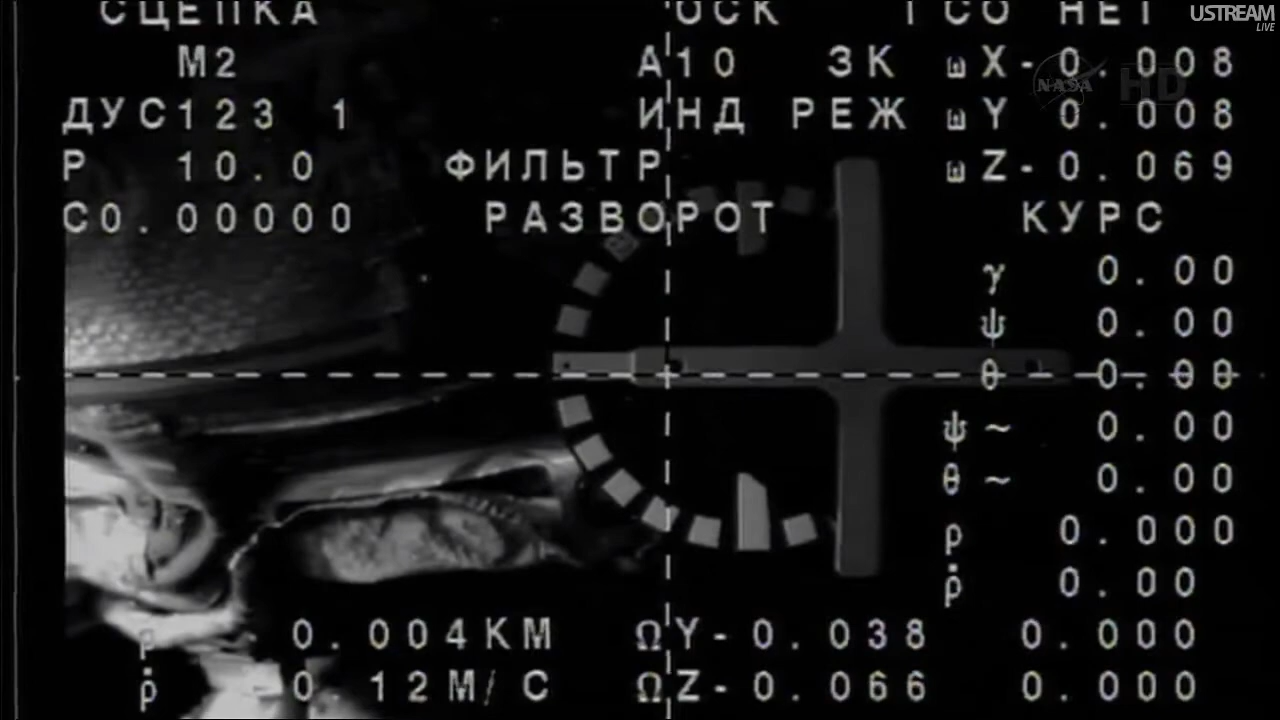 СЦЕПКА ОСК ТСО НЕТ USTREAM
LIVE
М2 А10 ЗК ωX-0.008
NASA HD
ДУС123 1 ИНД РЕЖ ωY 0.008
Р 10.0 ФИЛЬТР ωZ-0.069
С0.00000 РАЗВОРОТ КУРС
γ 0.00
ψ 0.00
θ 0.00
ψ~ 0.00
θ~ 0.00
ρ 0.000
ρ̇ 0.00
ρ 0.004КМ ΩY-0.038 0.000
ρ̇ -0.12М/С ΩZ-0.066 0.000